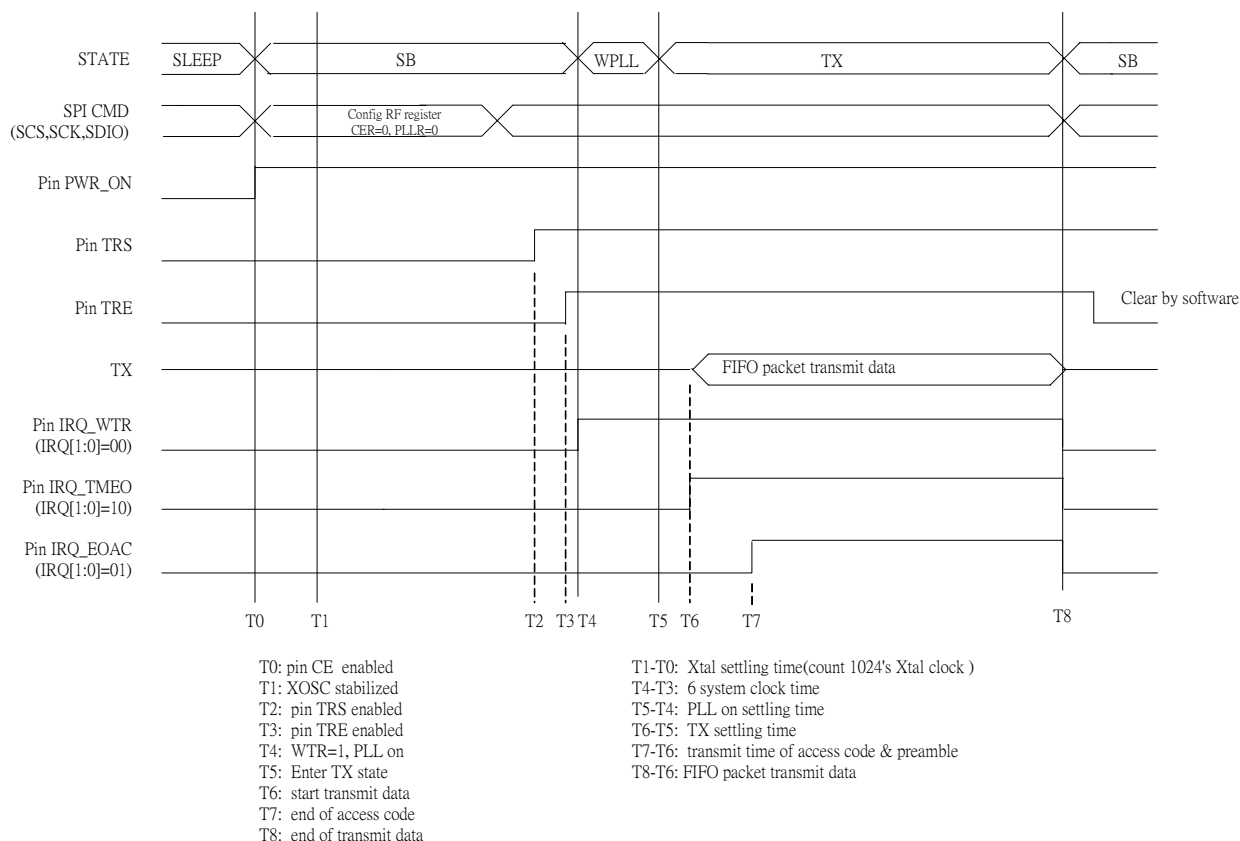 STATE SLEEP SB WPLL TX SB
SPI CMD
(SCS,SCK,SDIO)
Config RF register
CER=0, PLLR=0
Pin PWR_ON
Pin TRS
Pin TRE
Clear by software
TX FIFO packet transmit data
Pin IRQ_WTR
(IRQ[1:0]=00)
Pin IRQ_TMEO
(IRQ[1:0]=10)
Pin IRQ_EOAC
(IRQ[1:0]=01)
T0 T1 T2 T3 T4 T5 T6 T7 T8
T0: pin CE enabled
T1: XOSC stabilized
T2: pin TRS enabled
T3: pin TRE enabled
T4: WTR=1, PLL on
T5: Enter TX state
T6: start transmit data
T7: end of access code
T8: end of transmit data
T1-T0: Xtal settling time(count 1024's Xtal clock )
T4-T3: 6 system clock time
T5-T4: PLL on settling time
T6-T5: TX settling time
T7-T6: transmit time of access code & preamble
T8-T6: FIFO packet transmit data